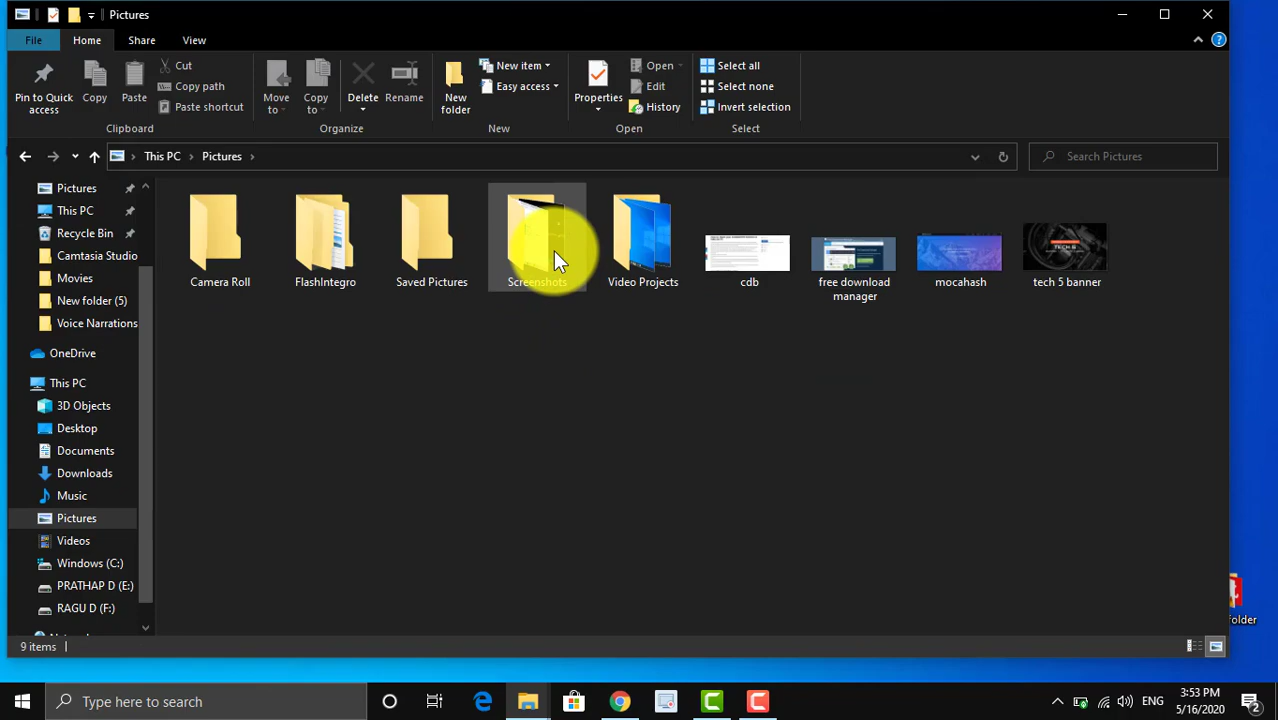 Pictures
File Home Share View
Pin to Quick access
Copy
Paste
Cut
Copy path
Paste shortcut
Clipboard
Move to
Copy to
Delete
Rename
Organize
New folder
New item
Easy access
New
Properties
Open
Edit
History
Open
Select all
Select none
Invert selection
Select
This PC Pictures
Search Pictures
Pictures
This PC
Recycle Bin
Camtasia Studio
Movies
New folder (5)
Voice Narrations
OneDrive
This PC
3D Objects
Desktop
Documents
Downloads
Music
Pictures
Videos
Windows (C:)
PRATHAP D (E:)
RAGU D (F:)
Camera Roll
FlashIntegro
Saved Pictures
Screenshots
Video Projects
cdb
free download
manager
mocahash
TECH 5
tech 5 banner
older
9 items
Type here to search
ENG
3:53 PM
5/16/2020
2